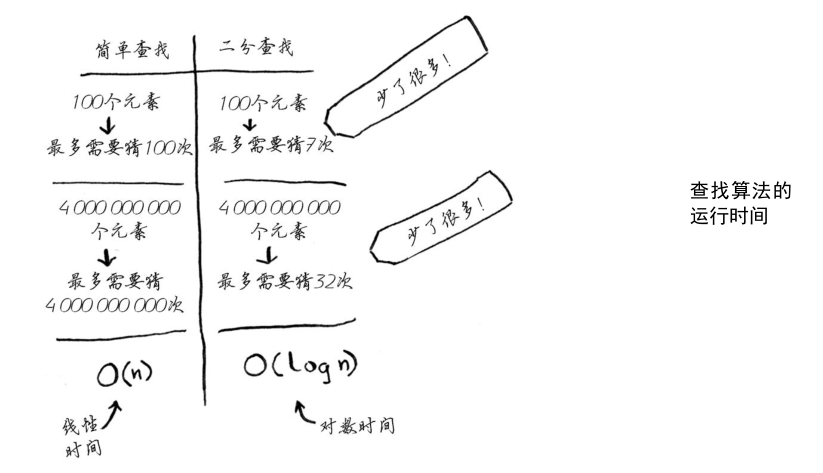 简单查找
二分查找
100个元素
最多需要猜100次
100个元素
最多需要猜7次
少了很多!
4 000 000 000
个元素
最多需要猜
4 000 000 000次
4 000 000 000
个元素
最多需要猜32次
少了很多!
O(n)
O(log n)
线性
时间
对数时间
查找算法的
运行时间